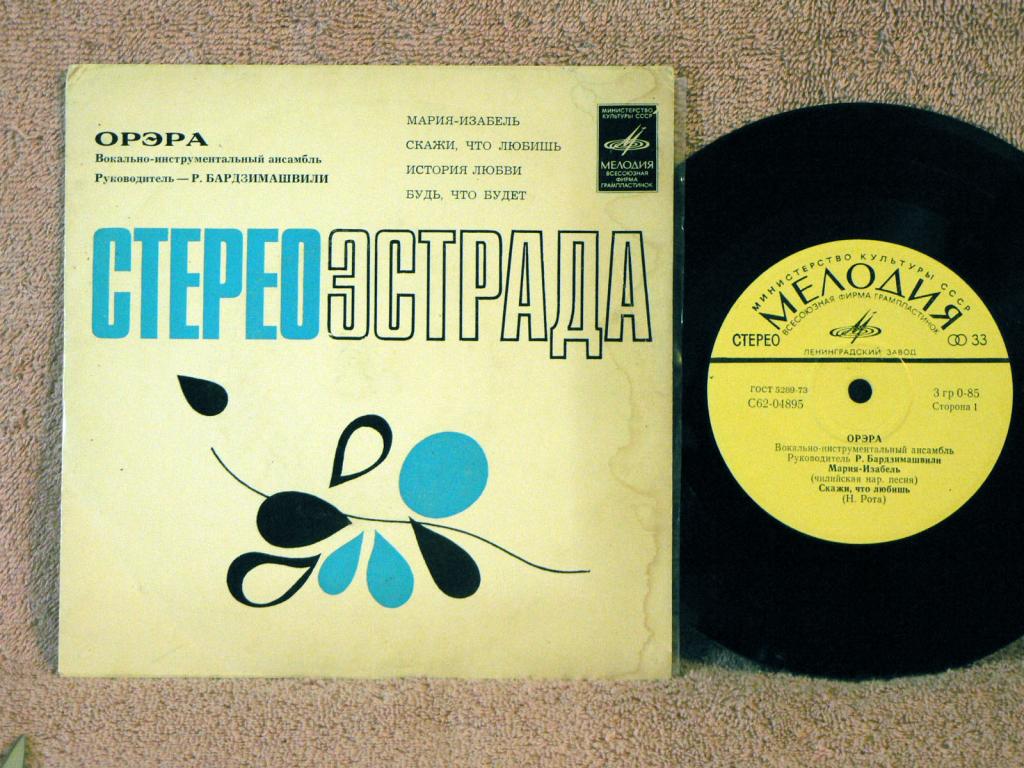 ОРЭРА
Вокально-инструментальный ансамбль
Руководитель — Р. БАРДЗИМАШВИЛИ
МАРИЯ-ИЗАБЕЛЬ
СКАЖИ, ЧТО ЛЮБИШЬ
ИСТОРИЯ ЛЮБВИ
БУДЬ, ЧТО БУДЕТ
МИНИСТЕРСТВО
КУЛЬТУРЫ СССР
МЕЛОДИЯ
ВСЕСОЮЗНАЯ
ФИРМА
ГРАМПЛАСТИНОК
СТЕРЕОЭСТРАДА
МИНИСТЕРСТВО КУЛЬТУРЫ СССР
МЕЛОДИЯ
ВСЕСОЮЗНАЯ ФИРМА ГРАМПЛАСТИНОК
СТЕРЕО
33
ЛЕНИНГРАДСКИЙ ЗАВОД
ГОСТ 5289-73
С62-04895
3 гр 0-85
Сторона 1
ОРЭРА
Вокально-инструментальный ансамбль
Руководитель Р. Бардзимашвили
Мария-Изабель
(чилийская нар. песня)
Скажи, что любишь
(Н. Рота)